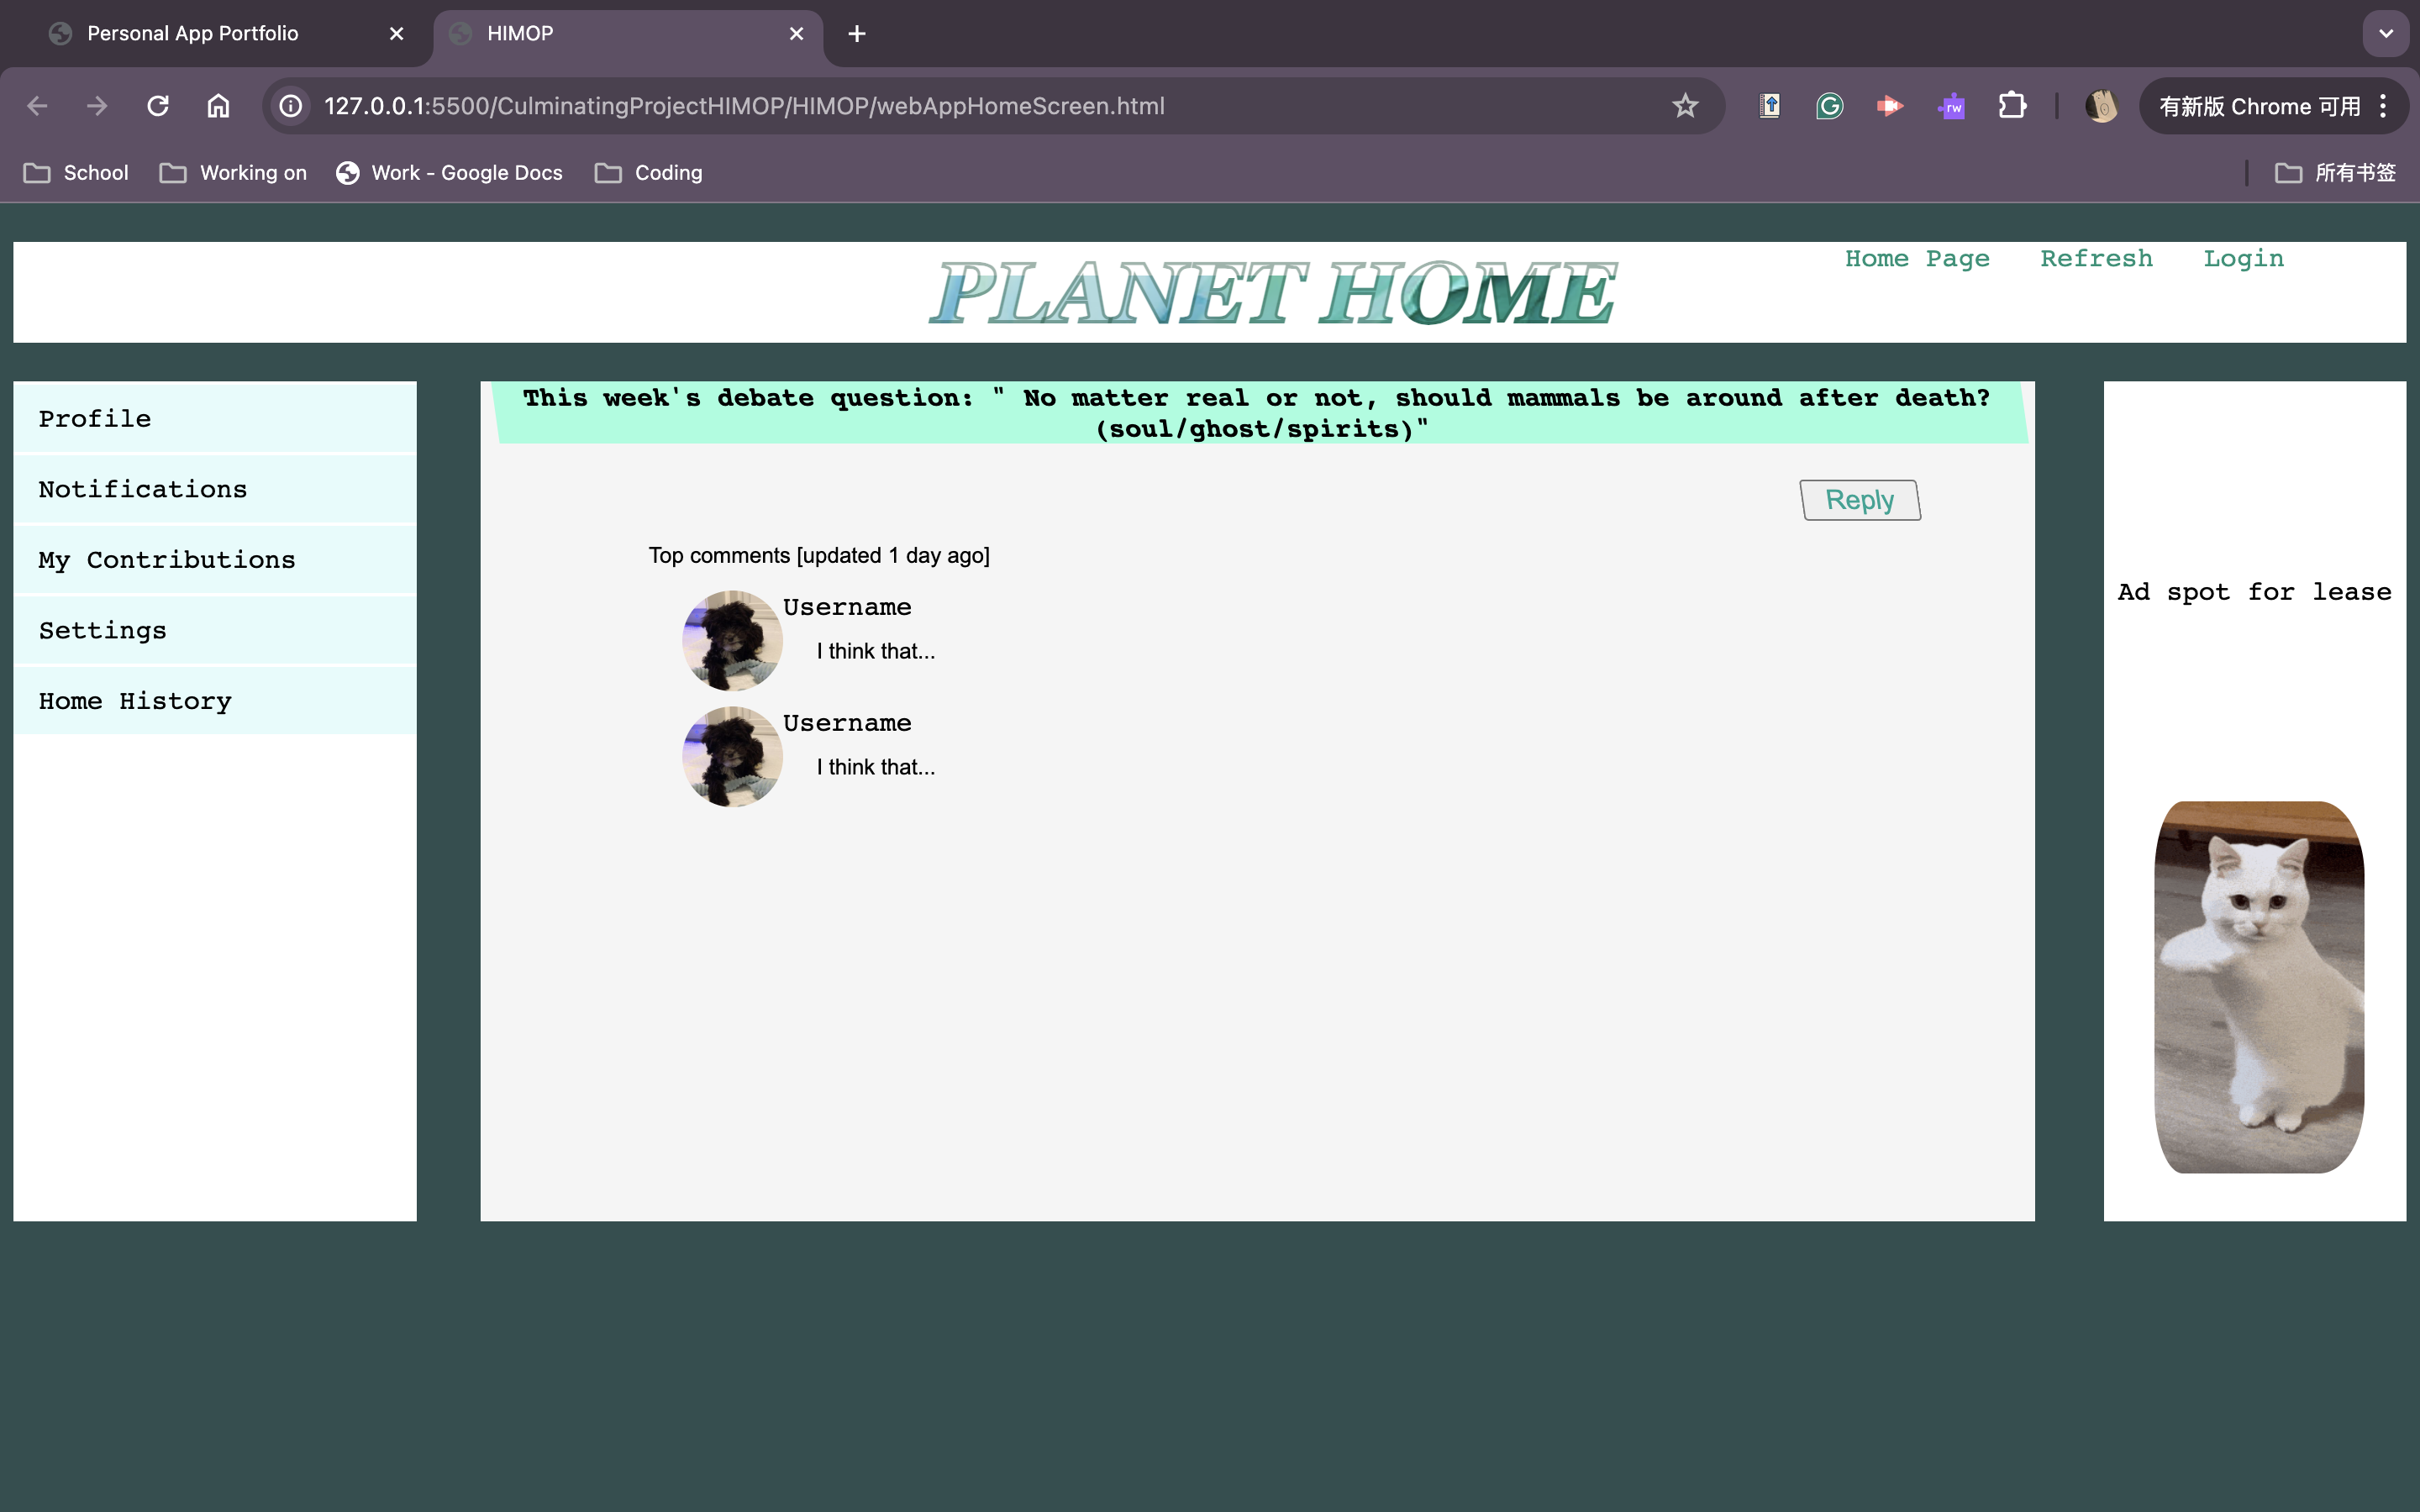 Personal App Portfolio
HIMOP
127.0.0.1:5500/CulminatingProjectHIMOP/HIMOP/webAppHomeScreen.html
rw
有新版 Chrome 可用
School
Working on
Work - Google Docs
Coding
所有书签
PLANET HOME
Home Page
Refresh
Login
Profile
Notifications
My Contributions
Settings
Home History
This week's debate question: " No matter real or not, should mammals be around after death?
(soul/ghost/spirits)"
Reply
Top comments [updated 1 day ago]
Username
I think that...
Username
I think that...
Ad spot for lease